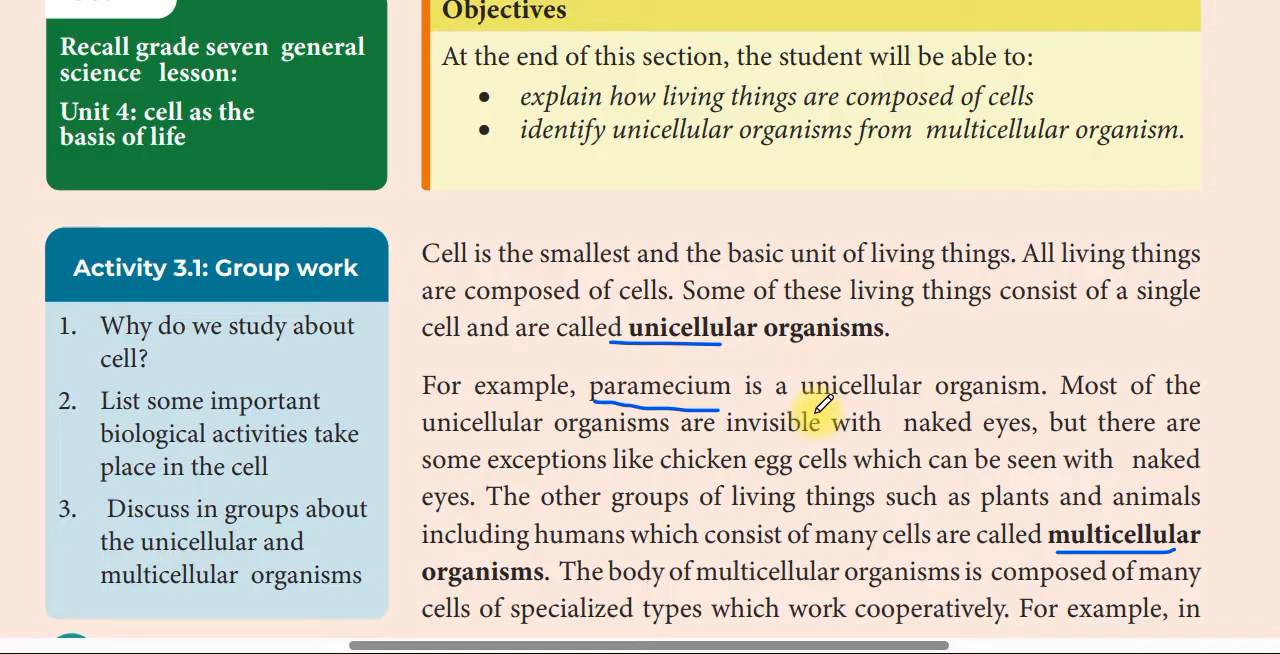 Recall grade seven general
science lesson:
Unit 4: cell as the
basis of life
Objectives
At the end of this section, the student will be able to:
• explain how living things are composed of cells
• identify unicellular organisms from multicellular organism.
Activity 3.1: Group work
1. Why do we study about
cell?
2. List some important
biological activities take
place in the cell
3. Discuss in groups about
the unicellular and
multicellular organisms
Cell is the smallest and the basic unit of living things. All living things
are composed of cells. Some of these living things consist of a single
cell and are called unicellular organisms.
For example, paramecium is a unicellular organism. Most of the
unicellular organisms are invisible with naked eyes, but there are
some exceptions like chicken egg cells which can be seen with naked
eyes. The other groups of living things such as plants and animals
including humans which consist of many cells are called multicellular
organisms. The body of multicellular organisms is composed of many
cells of specialized types which work cooperatively. For example, in